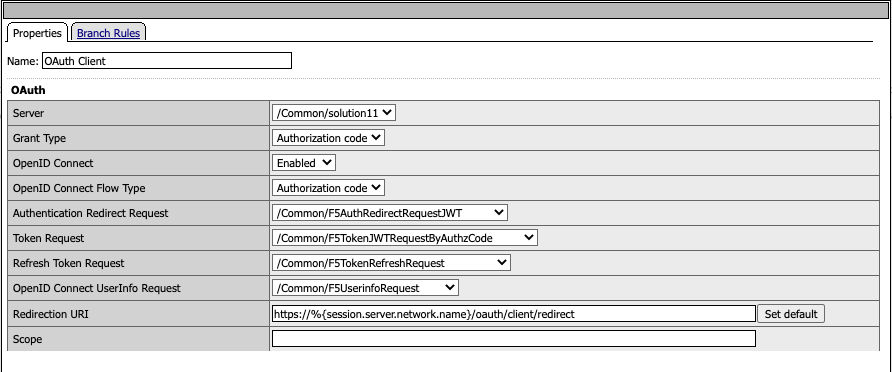 Properties Branch Rules
Name: OAuth Client
OAuth
Server /Common/solution11
Grant Type Authorization code
OpenID Connect Enabled
OpenID Connect Flow Type Authorization code
Authentication Redirect Request /Common/F5AuthRedirectRequestJWT
Token Request /Common/F5TokenJWTRequestByAuthzCode
Refresh Token Request /Common/F5TokenRefreshRequest
OpenID Connect UserInfo Request /Common/F5UserinfoRequest
Redirection URI https://%{session.server.network.name}/oauth/client/redirect Set default
Scope